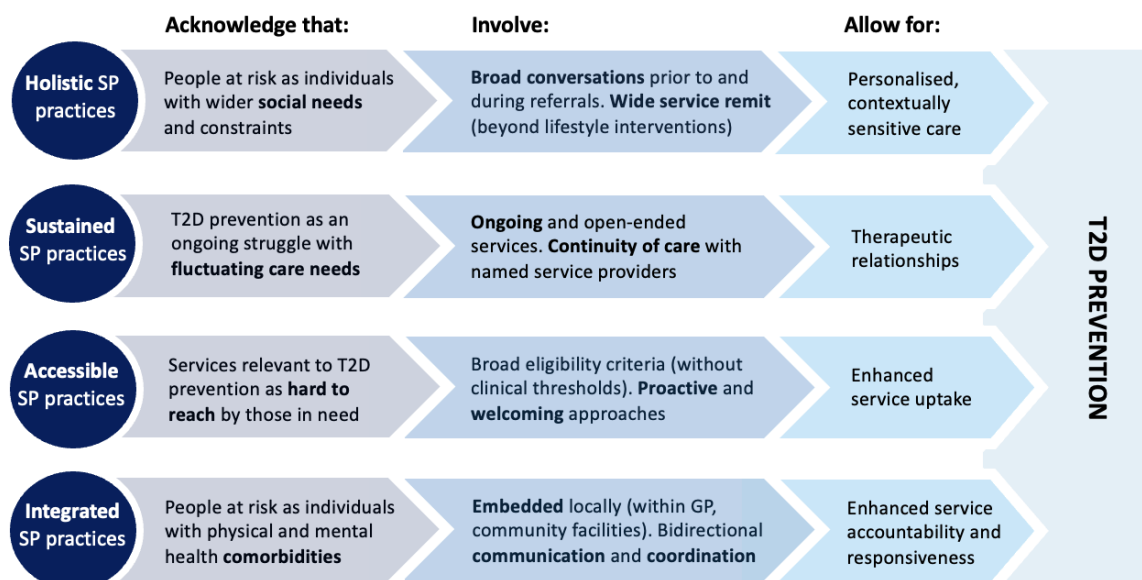 Acknowledge that:
Involve:
Allow for:
Holistic SP
practices
People at risk as individuals
with wider social needs
and constraints
Broad conversations prior to and
during referrals. Wide service remit
(beyond lifestyle interventions)
Personalised,
contextually
sensitive care
Sustained
SP practices
T2D prevention as an
ongoing struggle with
fluctuating care needs
Ongoing and open-ended
services. Continuity of care with
named service providers
Therapeutic
relationships
Accessible
SP practices
Services relevant to T2D
prevention as hard to
reach by those in need
Broad eligibility criteria (without
clinical thresholds). Proactive and
welcoming approaches
Enhanced
service uptake
Integrated
SP practices
People at risk as individuals
with physical and mental
health comorbidities
Embedded locally (within GP,
community facilities). Bidirectional
communication and coordination
Enhanced service
accountability and
responsiveness
T2D PREVENTION